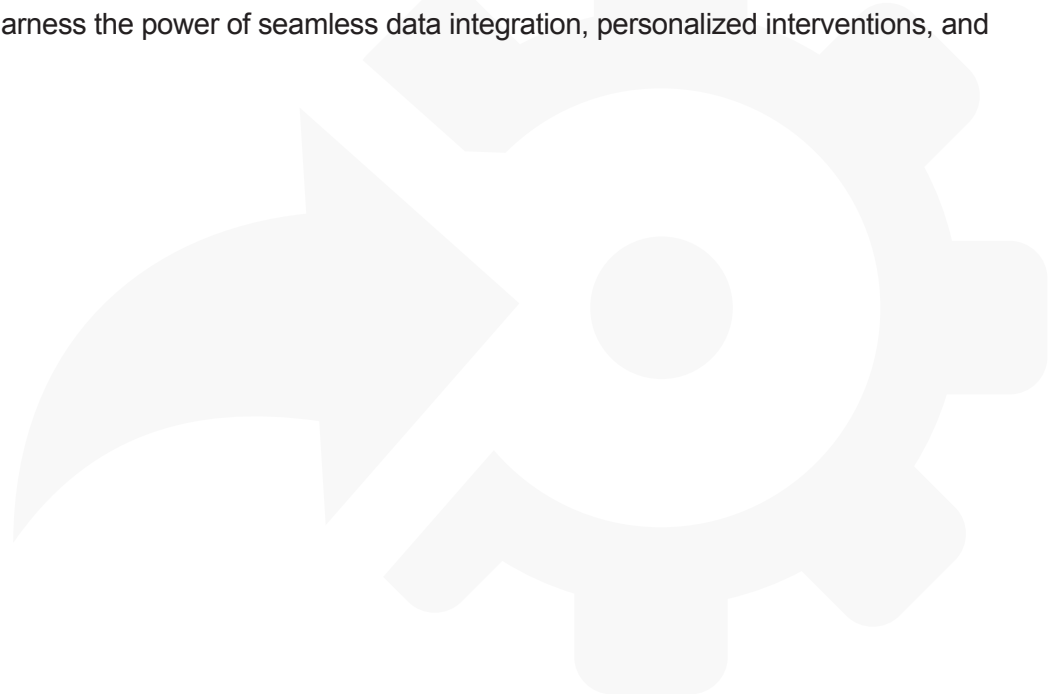 arness the power of seamless data integration, personalized interventions, and